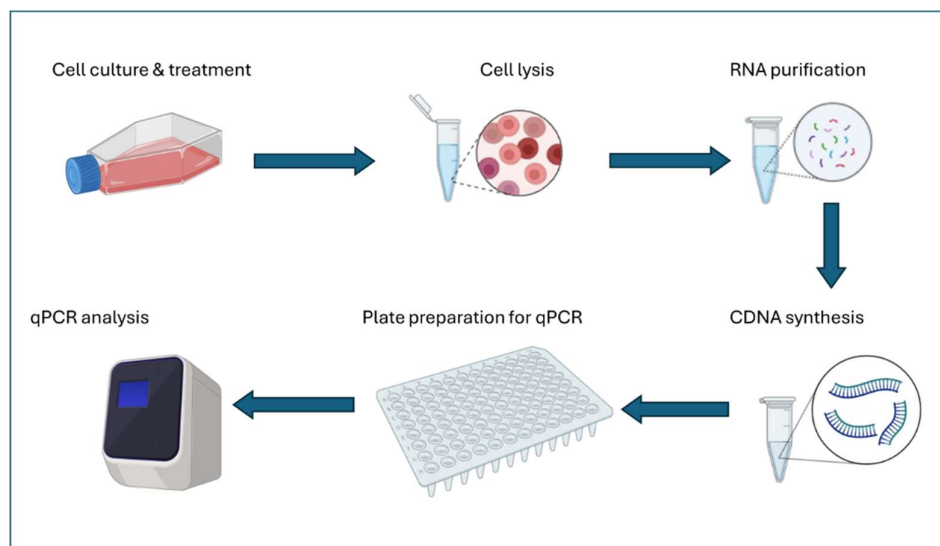 Cell culture & treatment
Cell lysis
RNA purification
CDNA synthesis
Plate preparation for qPCR
qPCR analysis